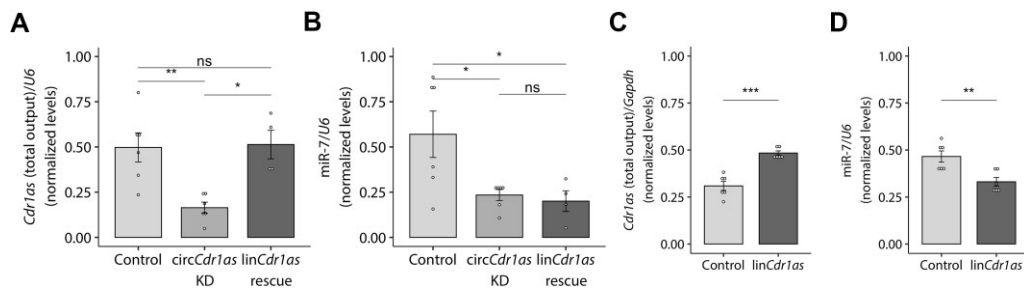 A
Cdr1as (total output)/U6
(normalized levels)
1.00
0.75
0.50
0.25
0.00
ns
**
*
Control
circCdr1as
KD
linCdr1as
rescue
B
miR-7/U6
(normalized levels)
1.00
0.75
0.50
0.25
0.00
*
*
ns
Control
circCdr1as
KD
linCdr1as
rescue
C
Cdr1as (total output)/Gapdh
(normalized levels)
1.00
0.75
0.50
0.25
0.00
***
Control
linCdr1as
D
miR-7/U6
(normalized levels)
1.00
0.75
0.50
0.25
0.00
**
Control
linCdr1as